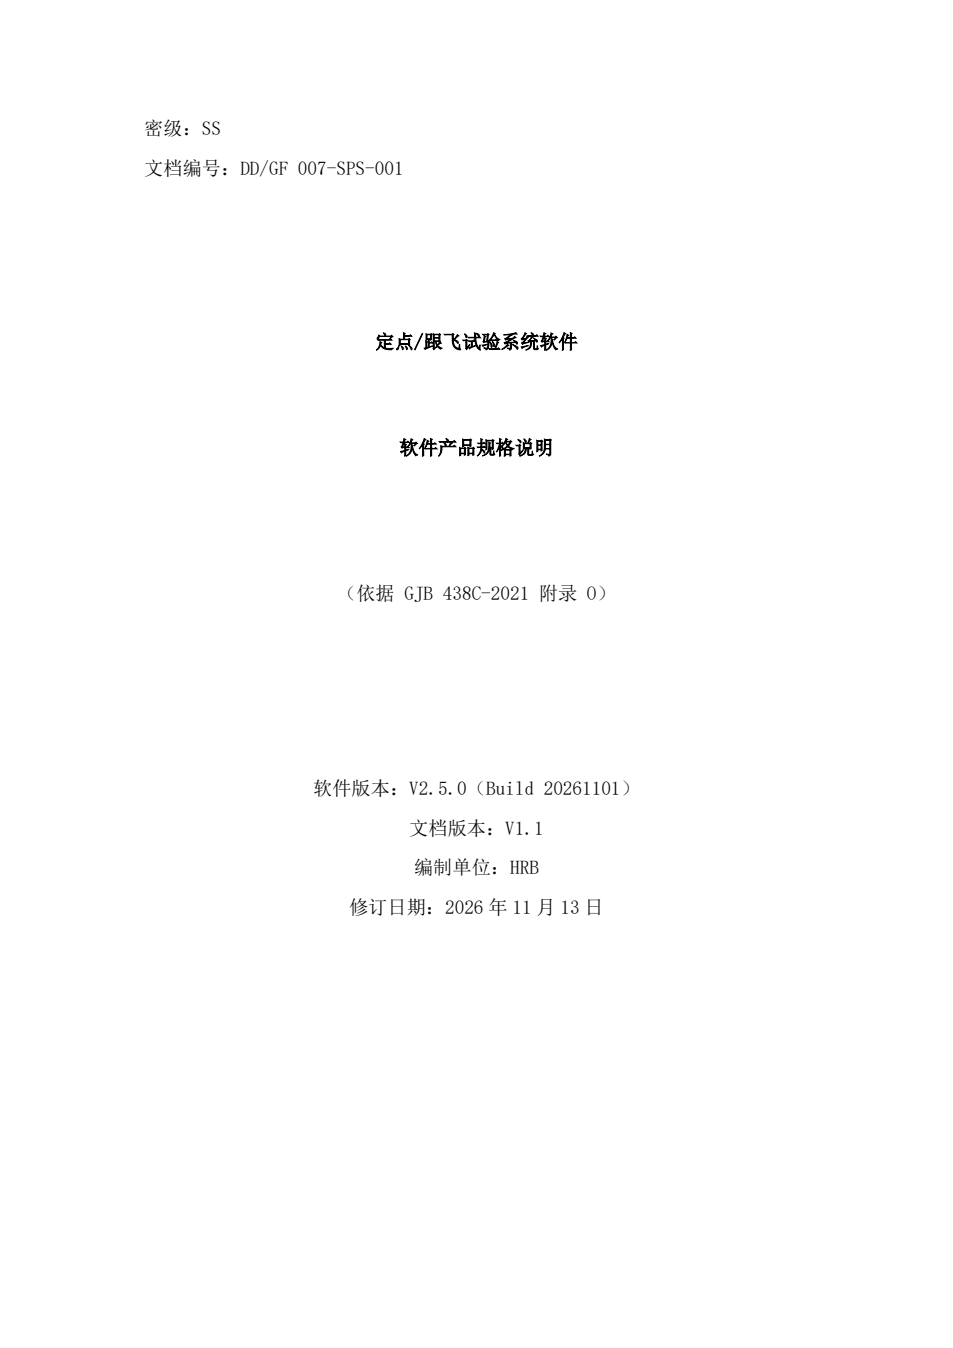 密级：SS
文档编号：DD/GF 007-SPS-001
定点/跟飞试验系统软件
软件产品规格说明
（依据 GJB 438C-2021 附录 O）
软件版本：V2.5.0（Build 20261101）
文档版本：V1.1
编制单位：HRB
修订日期：2026 年 11 月 13 日